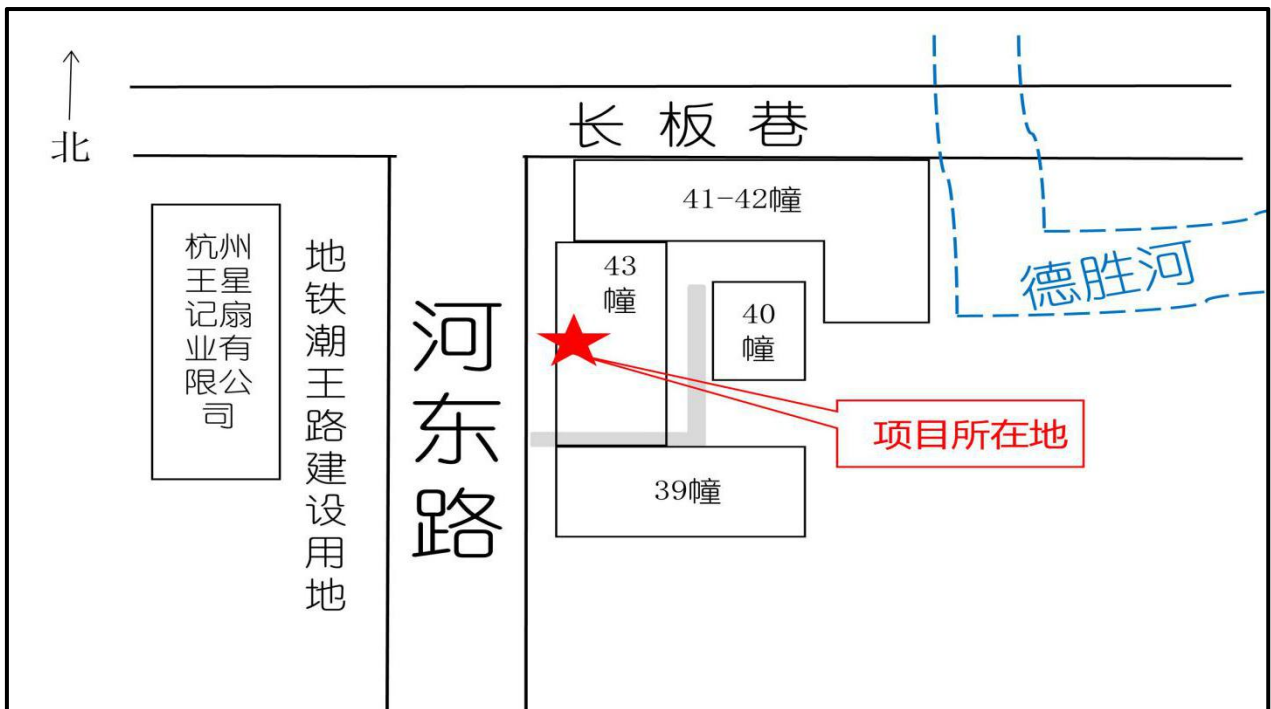 北
长板巷
41-42幢
杭州
王星
记扇
业有
限公
司
地铁潮王路建设用地
河东路
43
幢
40
幢
德胜河
项目所在地
39幢